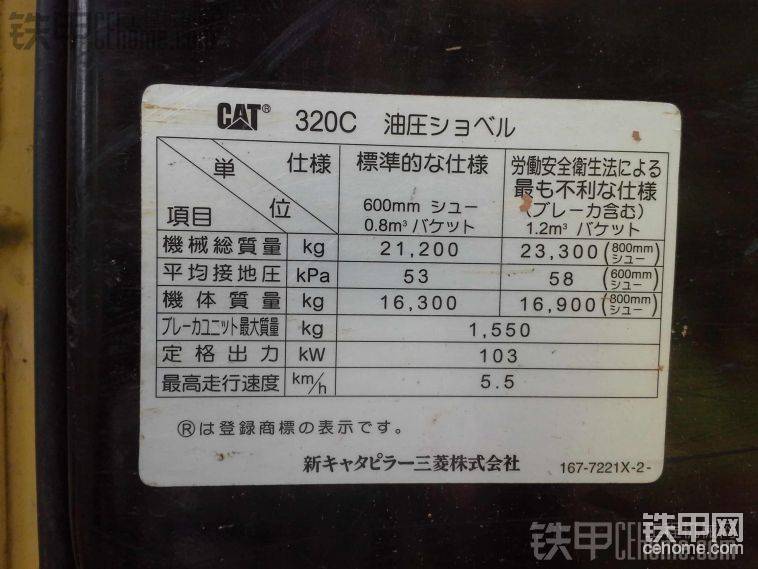 铁甲 CEhome.com
CAT® 320C 油圧ショベル
単位 仕様 項目
標準的な仕様
600mm シュー
0.8m³ バケット
労働安全衛生法による
最も不利な仕様
(ブレーカ含む)
1.2m³ バケット
機械総質量 kg 21,200 23,300 (800mm シュー)
平均接地圧 kPa 53 58 (600mm シュー)
機体質量 kg 16,300 16,900 (800mm シュー)
ブレーカユニット最大質量 kg 1,550
定格出力 kW 103
最高走行速度 km/h 5.5
Ⓡは登録商標の表示です。
新キャタピラー三菱株式会社 167-7221X-2-
铁甲 CEhome.com
铁甲网
cehome.com